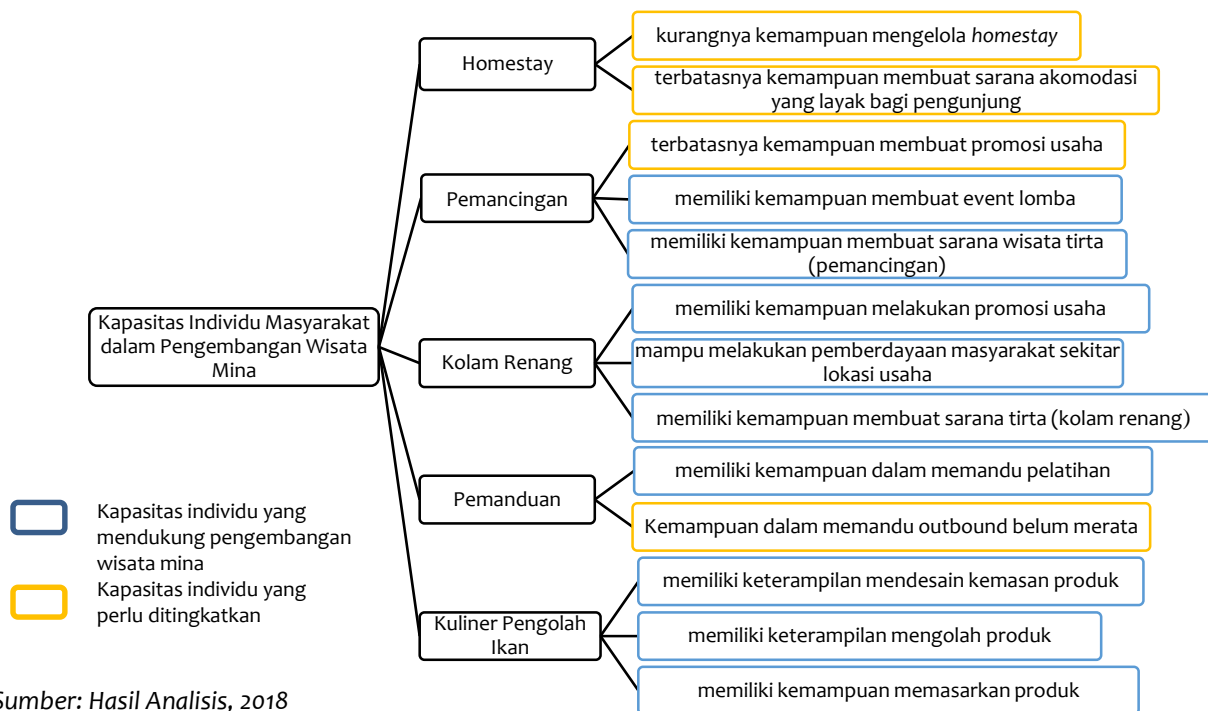 kurangnya kemampuan mengelola homestay
Homestay
terbatasnya kemampuan membuat sarana akomodasi
yang layak bagi pengunjung
terbatasnya kemampuan membuat promosi usaha
Pemancingan
memiliki kemampuan membuat event lomba
memiliki kemampuan membuat sarana wisata tirta
(pemancingan)
Kapasitas Individu Masyarakat
dalam Pengembangan Wisata
Mina
memiliki kemampuan melakukan promosi usaha
Kolam Renang
mampu melakukan pemberdayaan masyarakat sekitar
lokasi usaha
memiliki kemampuan membuat sarana tirta (kolam renang)
memiliki kemampuan dalam memandu pelatihan
Pemanduan
Kemampuan dalam memandu outbound belum merata
memiliki keterampilan mendesain kemasan produk
Kuliner Pengolah
Ikan
memiliki keterampilan mengolah produk
memiliki kemampuan memasarkan produk
Kapasitas individu yang
mendukung pengembangan
wisata mina
Kapasitas individu yang
perlu ditingkatkan
Sumber: Hasil Analisis, 2018